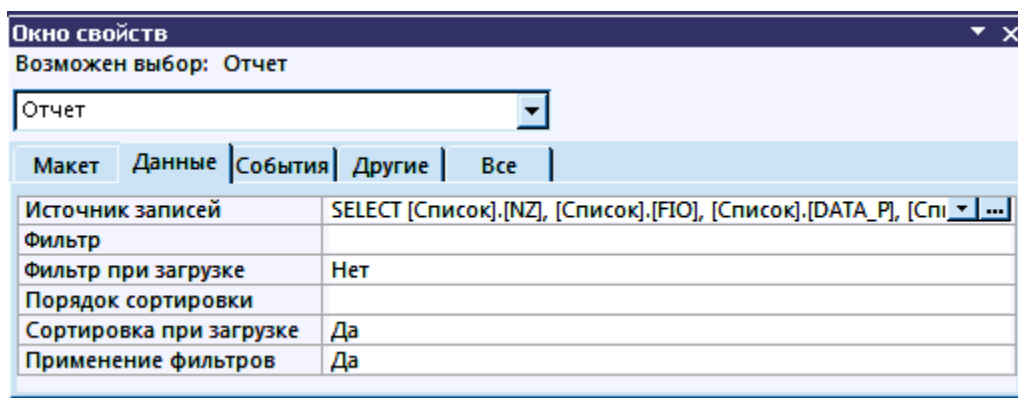 Окно свойств
Возможен выбор: Отчет
Отчет
Макет Данные События Другие Все
Источник записей SELECT [Список].[NZ], [Список].[FIO], [Список].[DATA_P], [Спи
Фильтр
Фильтр при загрузке Нет
Порядок сортировки
Сортировка при загрузке Да
Применение фильтров Да